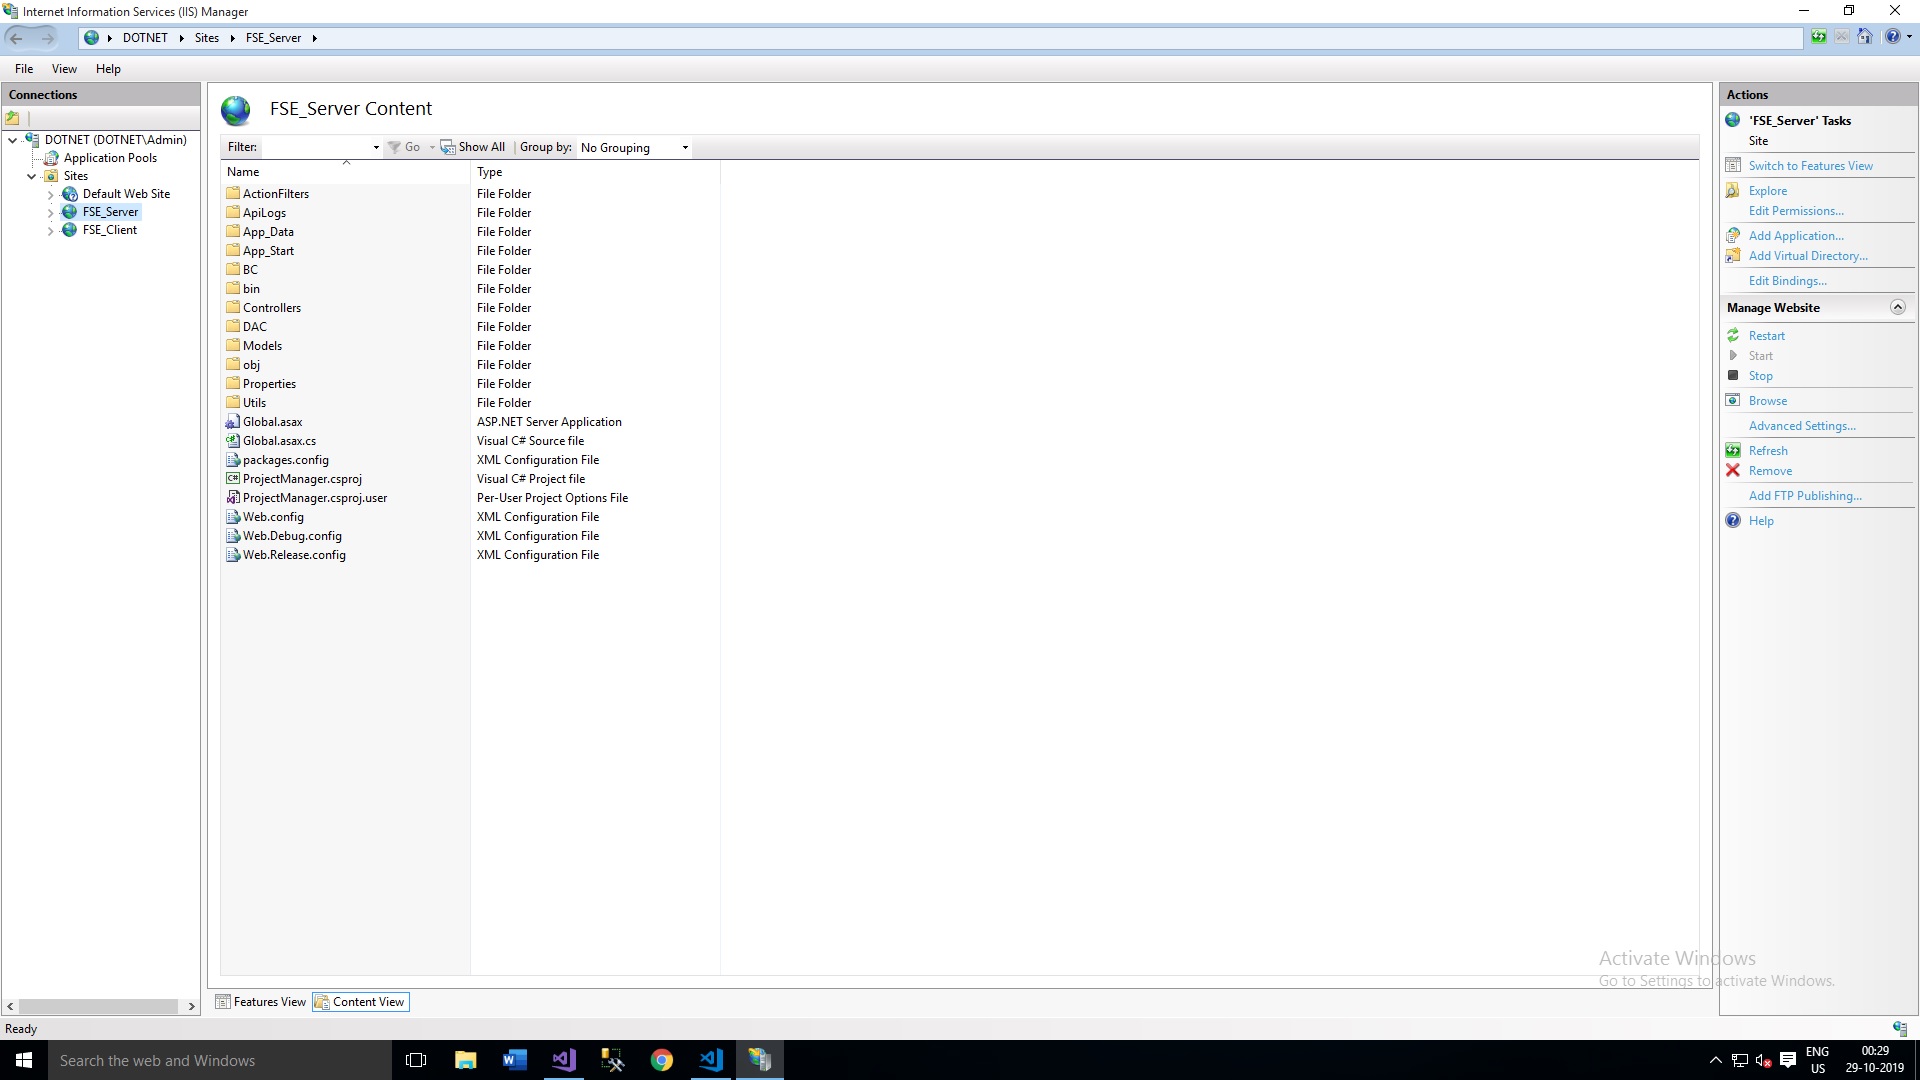 Internet Information Services (IIS) Manager
DOTNET Sites FSE_Server
File View Help
Connections
DOTNET (DOTNET\Admin)
Application Pools
Sites
Default Web Site
FSE_Server
FSE_Client
FSE_Server Content
Filter: Go Show All Group by: No Grouping
Name Type
ActionFilters File Folder
ApiLogs File Folder
App_Data File Folder
App_Start File Folder
BC File Folder
bin File Folder
Controllers File Folder
DAC File Folder
Models File Folder
obj File Folder
Properties File Folder
Utils File Folder
Global.asax ASP.NET Server Application
Global.asax.cs Visual C# Source file
packages.config XML Configuration File
ProjectManager.csproj Visual C# Project file
ProjectManager.csproj.user Per-User Project Options File
Web.config XML Configuration File
Web.Debug.config XML Configuration File
Web.Release.config XML Configuration File
Features View Content View
Actions
'FSE_Server' Tasks
Site
Switch to Features View
Explore
Edit Permissions...
Add Application...
Add Virtual Directory...
Edit Bindings...
Manage Website
Restart
Start
Stop
Browse
Advanced Settings...
Refresh
Remove
Add FTP Publishing...
Help
Activate Windows
Go to Settings to activate Windows.
Ready
Search the web and Windows
ENG
US
00:29
29-10-2019